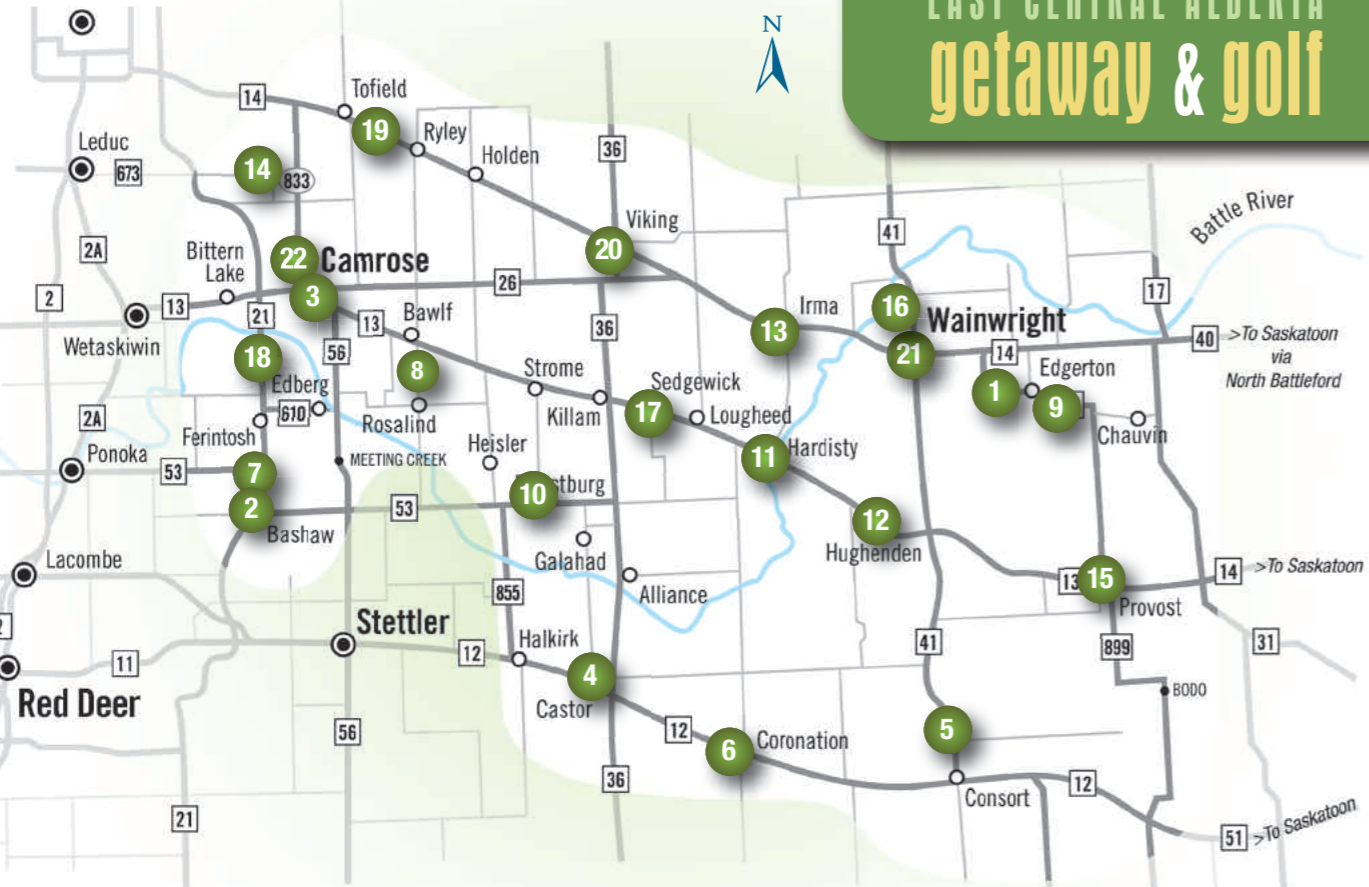 EAST CENTRAL ALBERTA
getaway & golf
N
Tofield
14
19
Ryley
Leduc
673
14
833
Holden
36
Viking
20
41
Battle River
2A
Bittern
Lake
22
Camrose
26
2
13
3
21
13
Bawlf
36
13
Irma
16
Wainwright
17
40
>To Saskatoon
via
North Battleford
Wetaskiwin
18
56
8
Strome
21
14
Edgerton
1
9
Edberg
610
Rosalind
Killam
17
Sedgewick
Lougheed
Chauvin
2A
Ferintosh
Ponoka
53
7
MEETING CREEK
Heisler
11
Hardisty
2
Bashaw
53
10
12
Hughenden
Galahad
Lacombe
855
Alliance
13
15
Provost
14
>To Saskatoon
Stettler
11
12
Halkirk
4
Castor
41
899
31
BODO
Red Deer
56
12
6
Coronation
5
36
Consort
12
21
51
>To Saskatoon